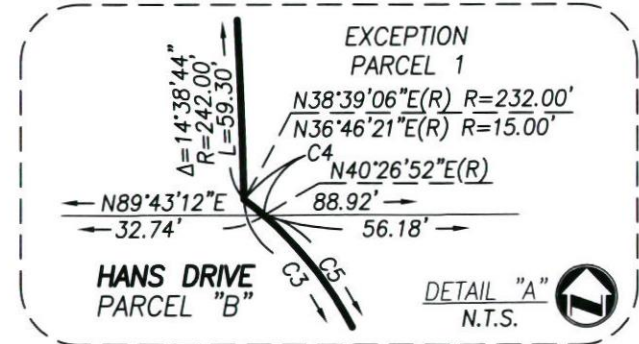 EXCEPTION
PARCEL 1
Δ=14°38'44"
R=242.00'
L=59.30'
N38°39'06"E(R) R=232.00'
N36°46'21"E(R) R=15.00'
C4
N40°26'52"E(R)
N89°43'12"E
88.92'
32.74'
56.18'
HANS DRIVE
PARCEL "B"
C3
C5
DETAIL "A"
N.T.S.
N